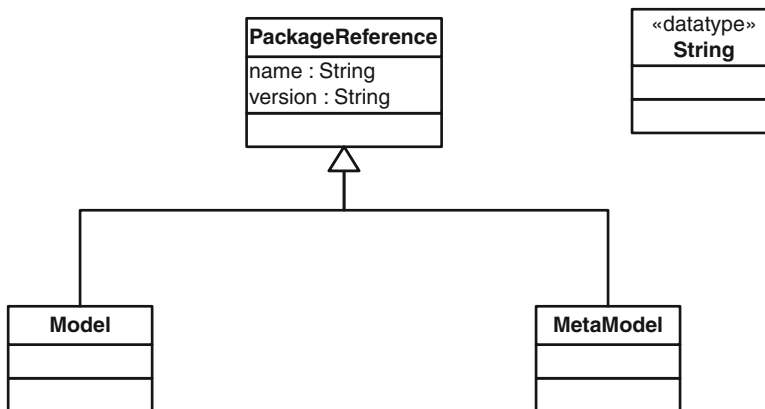 PackageReference
name : String
version : String
«datatype»
String
Model
MetaModel